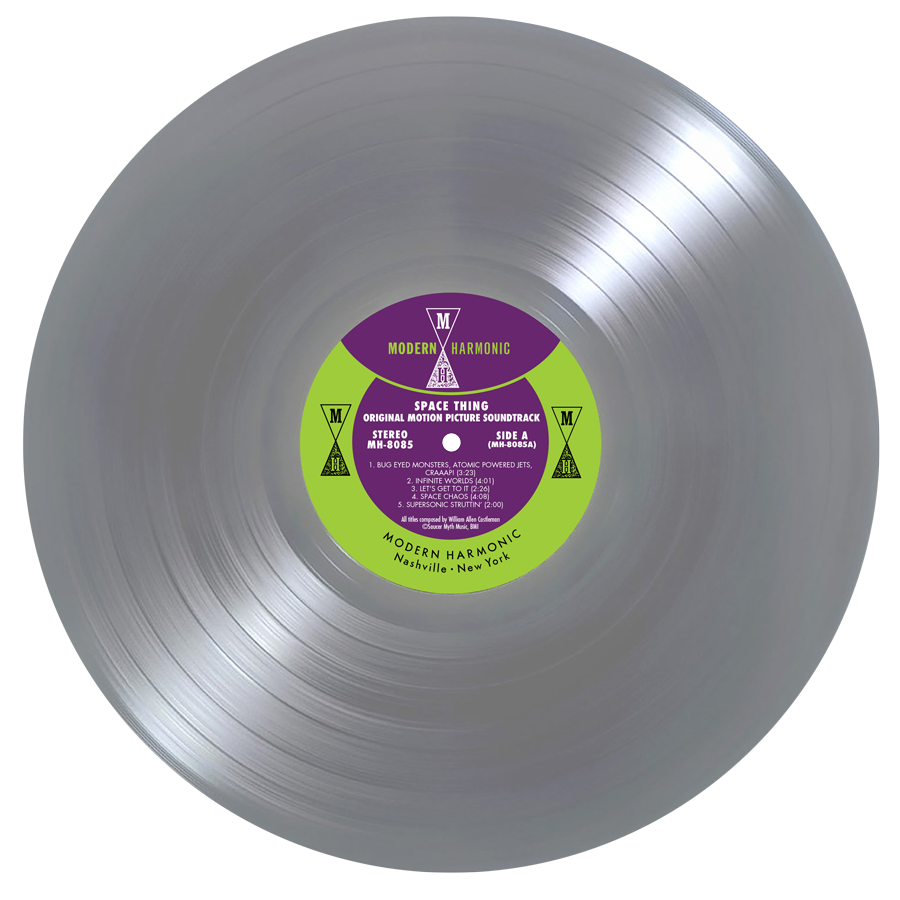 M
MODERN HARMONIC
H
SPACE THING
ORIGINAL MOTION PICTURE SOUNDTRACK
STEREO
MH-8085
SIDE A
(MH-8085A)
M
H
M
H
1. BUG EYED MONSTERS, ATOMIC POWERED JETS,
CRAAAP! (3:23)
2. INFINITE WORLDS (4:01)
3. LET'S GET TO IT (2:26)
4. SPACE CHAOS (4:08)
5. SUPERSONIC STRUTTIN' (2:00)
All titles composed by William Allen Castleman
©Saucer Myth Music, BMI
MODERN HARMONIC
Nashville · New York